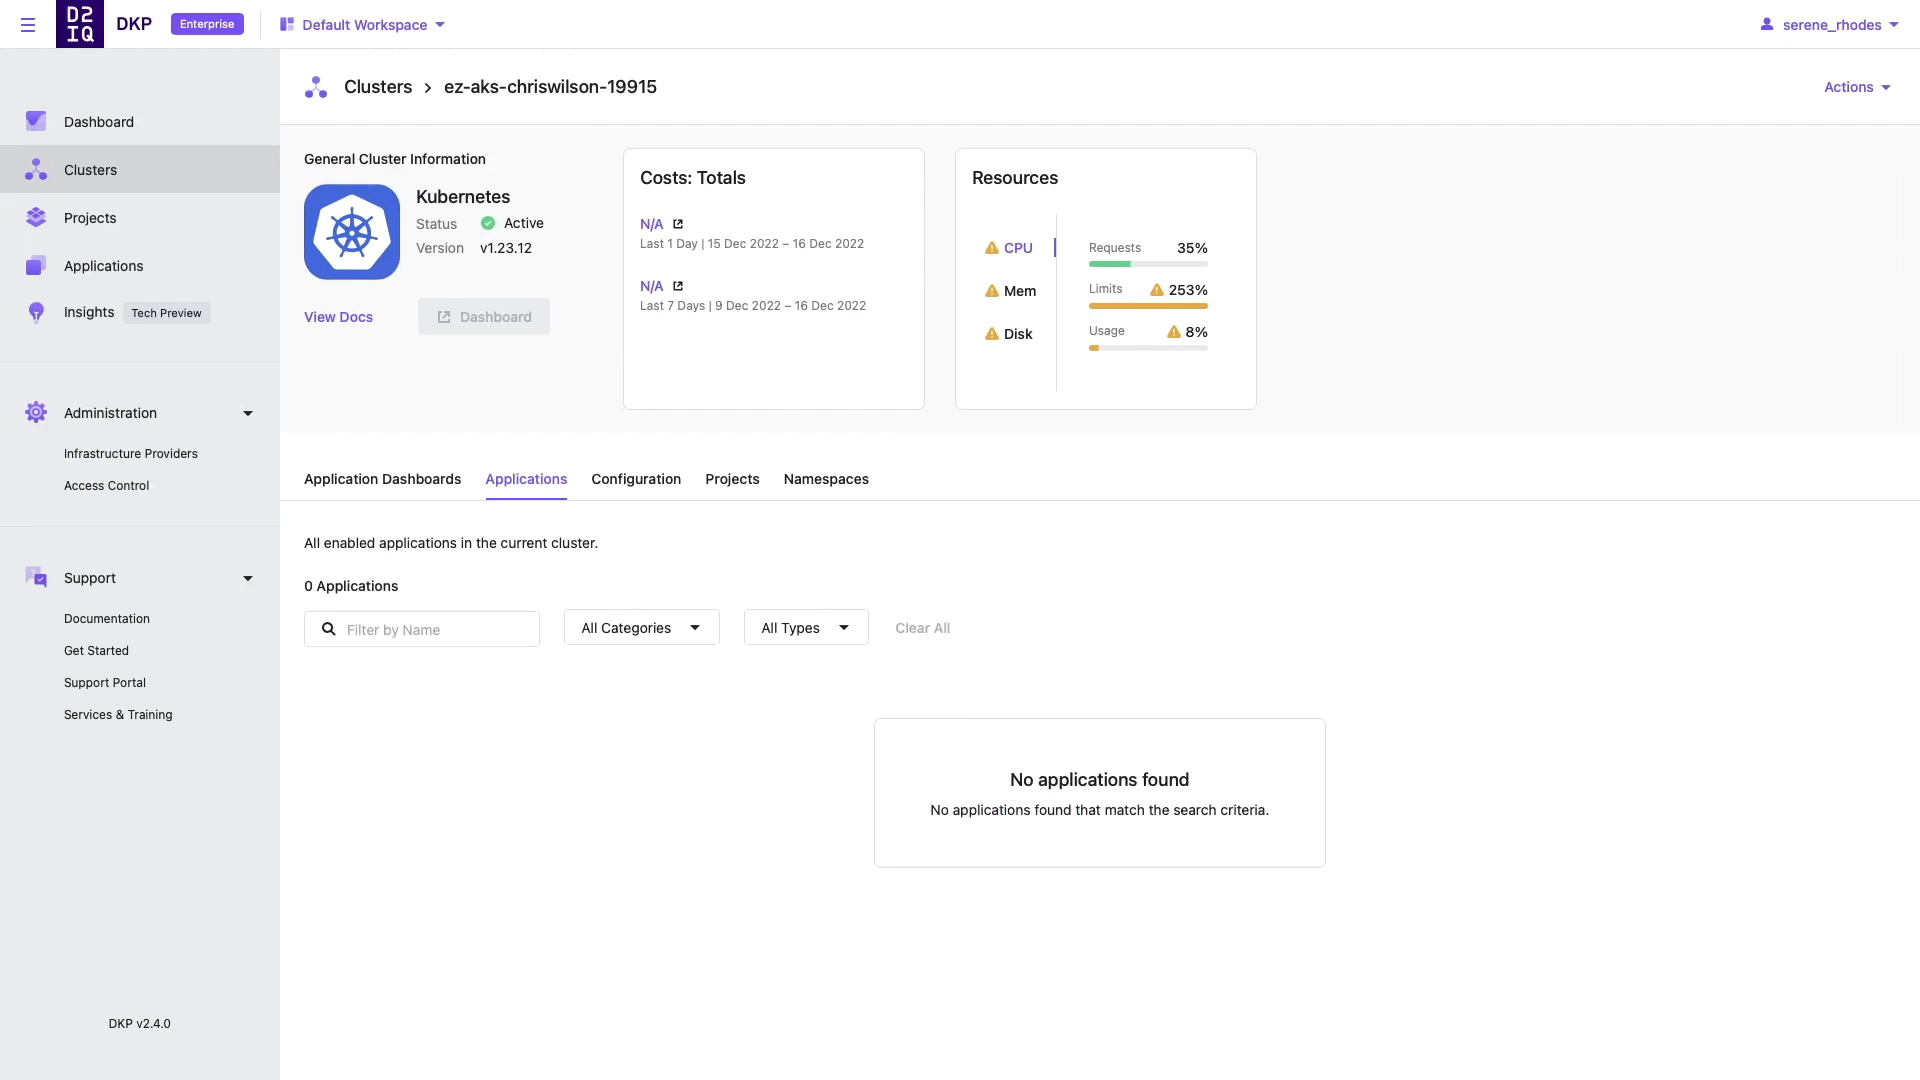 D2
IQ
DKP
Enterprise
Default Workspace
serene_rhodes
Dashboard
Clusters
Projects
Applications
Insights
Tech Preview
Administration
Infrastructure Providers
Access Control
Support
Documentation
Get Started
Support Portal
Services & Training
DKP v2.4.0
Clusters > ez-aks-chriswilson-19915
Actions
General Cluster Information
Kubernetes
Status Active
Version v1.23.12
View Docs
Dashboard
Costs: Totals
N/A
Last 1 Day | 15 Dec 2022 – 16 Dec 2022
N/A
Last 7 Days | 9 Dec 2022 – 16 Dec 2022
Resources
CPU
Mem
Disk
Requests 35%
Limits 253%
Usage 8%
Application Dashboards
Applications
Configuration
Projects
Namespaces
All enabled applications in the current cluster.
0 Applications
Filter by Name
All Categories
All Types
Clear All
No applications found
No applications found that match the search criteria.